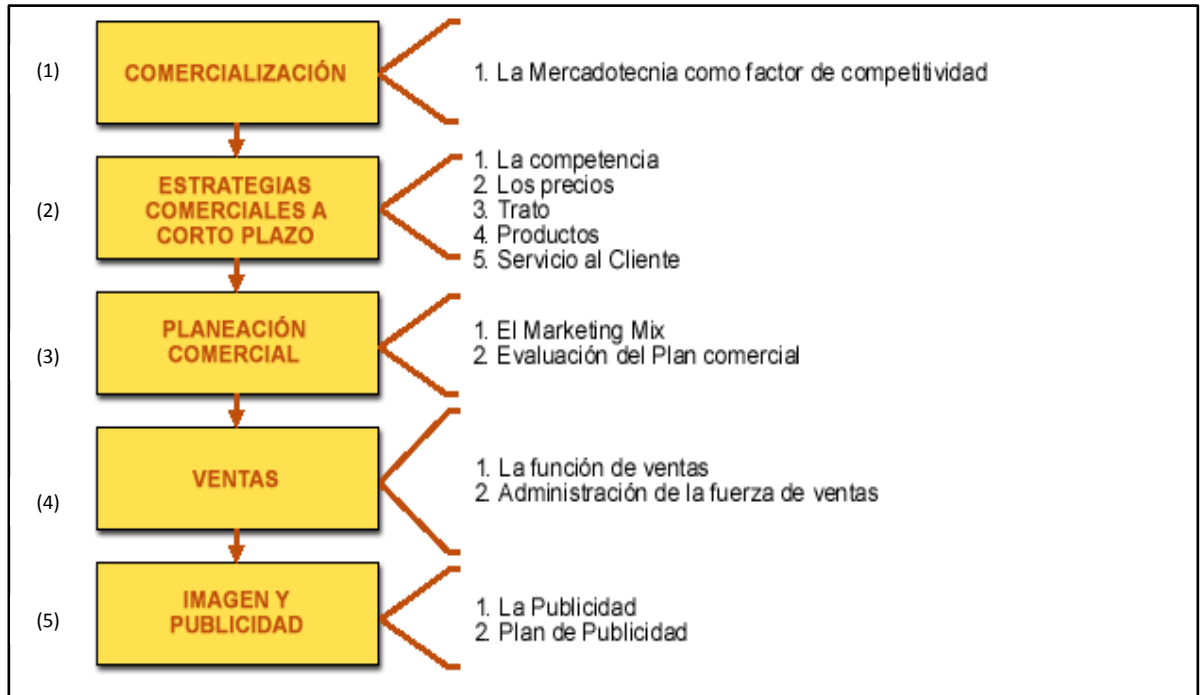 (1)
COMERCIALIZACIÓN
1. La Mercadotecnia como factor de competitividad
(2)
ESTRATEGIAS
COMERCIALES A
CORTO PLAZO
1. La competencia
2. Los precios
3. Trato
4. Productos
5. Servicio al Cliente
(3)
PLANEACIÓN
COMERCIAL
1. El Marketing Mix
2. Evaluación del Plan comercial
(4)
VENTAS
1. La función de ventas
2. Administración de la fuerza de ventas
(5)
IMAGEN Y
PUBLICIDAD
1. La Publicidad
2. Plan de Publicidad